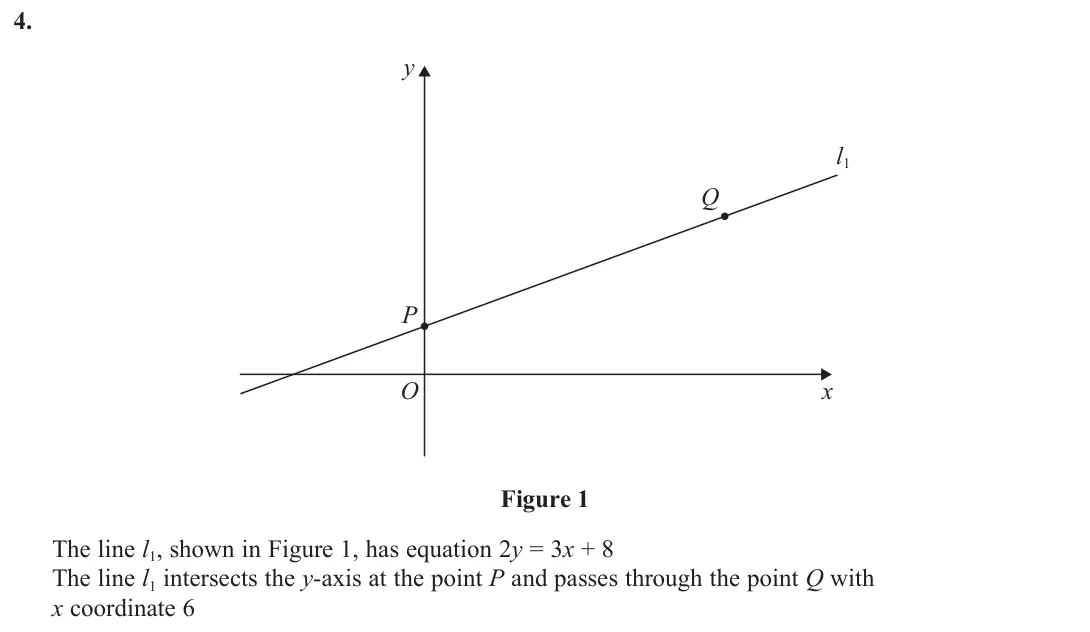 4.
y
l₁
Q
P
O
x
Figure 1
The line l₁, shown in Figure 1, has equation 2y = 3x + 8
The line l₁ intersects the y-axis at the point P and passes through the point Q with
x coordinate 6